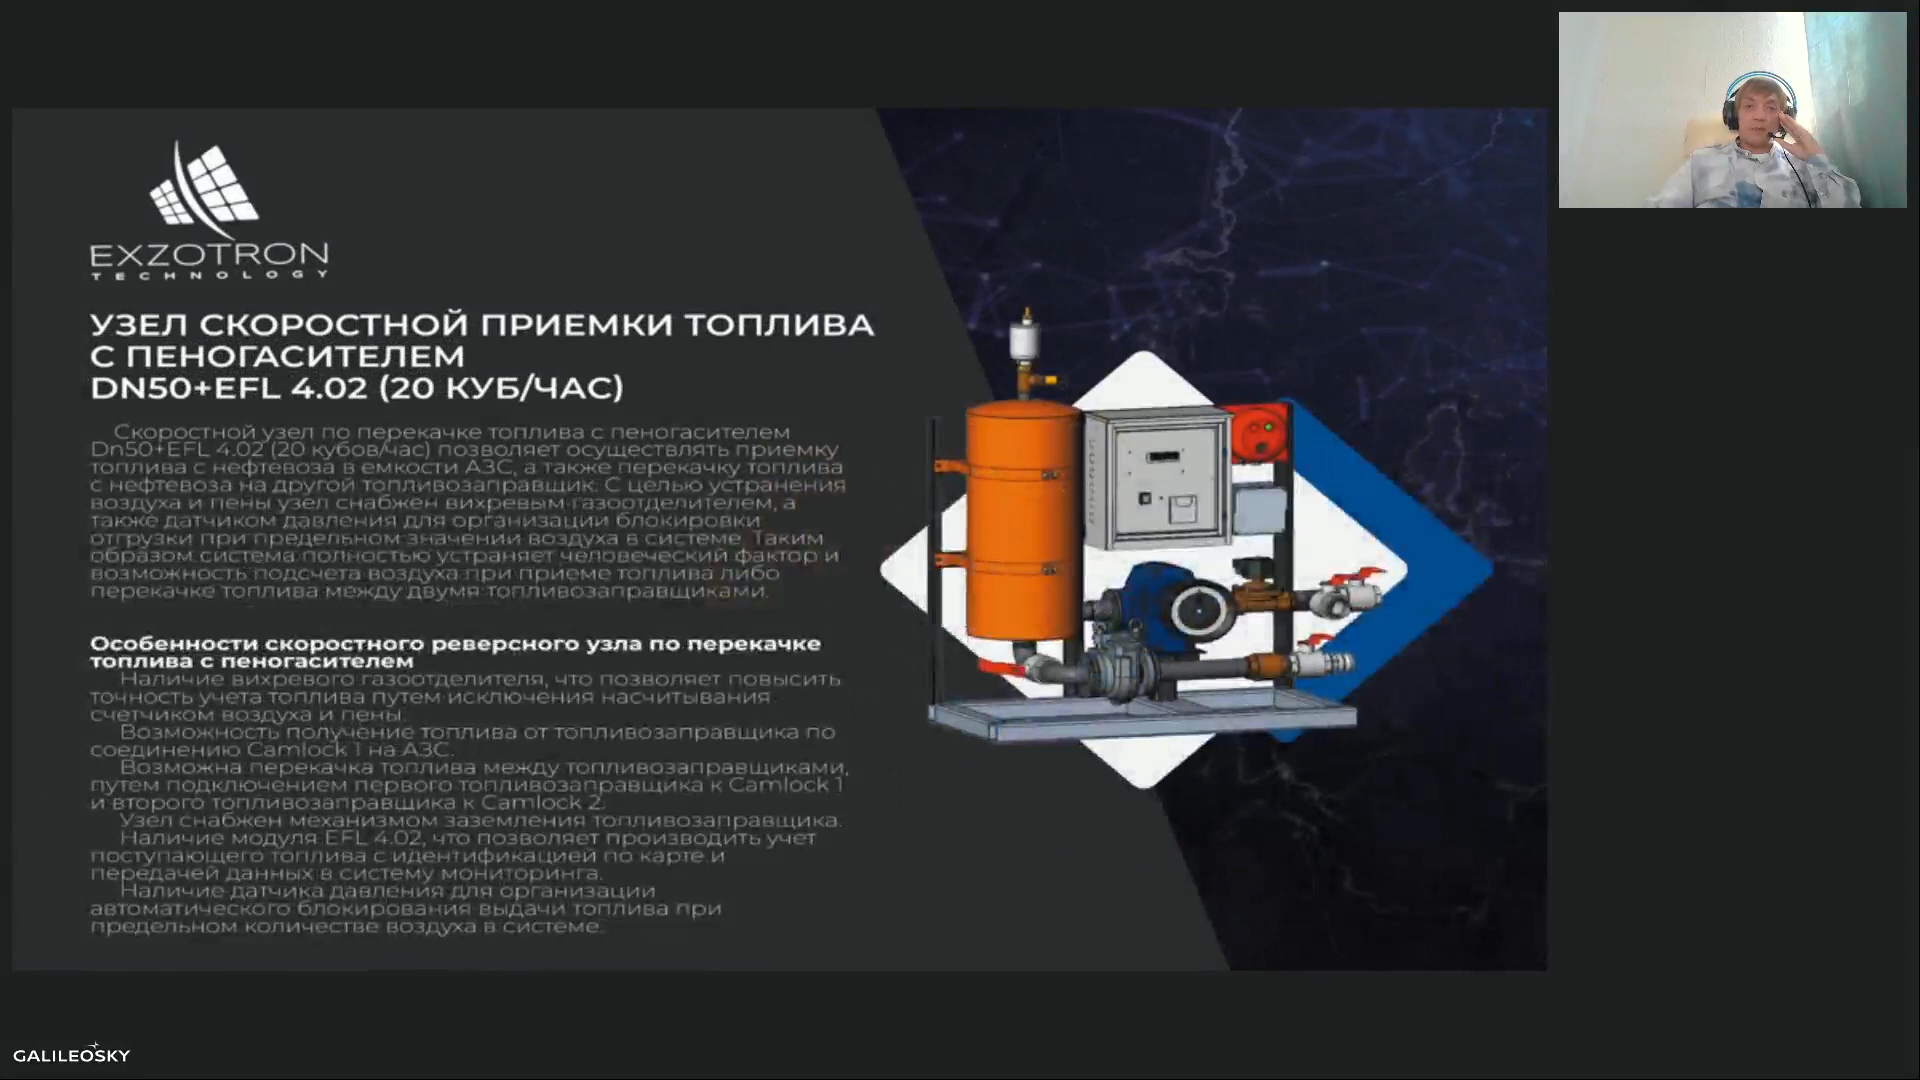 EXZOTRON
TECHNOLOGY
УЗЕЛ СКОРОСТНОЙ ПРИЕМКИ ТОПЛИВА
С ПЕНОГАСИТЕЛЕМ
DN50+EFL 4.02 (20 КУБ/ЧАС)
Скоростной узел по перекачке топлива с пеногасителем
Dn50+EFL 4.02 (20 кубов/час) позволяет осуществлять приемку
топлива с нефтевоза в емкости АЗС, а также перекачку топлива
с нефтевоза на другой топливозаправщик. С целью устранения
воздуха и пены узел снабжен вихревым газоотделителем, а
также датчиком давления для организации блокировки
отгрузки при предельном значении воздуха в системе. Таким
образом система полностью устраняет человеческий фактор и
возможность подсчета воздуха при приеме топлива либо
перекачке топлива между двумя топливозаправщиками.
Особенности скоростного реверсного узла по перекачке
топлива с пеногасителем
Наличие вихревого газоотделителя, что позволяет повысить
точность учета топлива путем исключения насчитывания
счетчиком воздуха и пены.
Возможность получение топлива от топливозаправщика по
соединению Camlock 1 на АЗС.
Возможна перекачка топлива между топливозаправщиками,
путем подключением первого топливозаправщика к Camlock 1
и второго топливозаправщика к Camlock 2.
Узел снабжен механизмом заземления топливозаправщика.
Наличие модуля EFL 4.02, что позволяет производить учет
поступающего топлива с идентификацией по карте и
передачей данных в систему мониторинга.
Наличие датчика давления для организации
автоматического блокирования выдачи топлива при
предельном количестве воздуха в системе.
GALILEOSKY